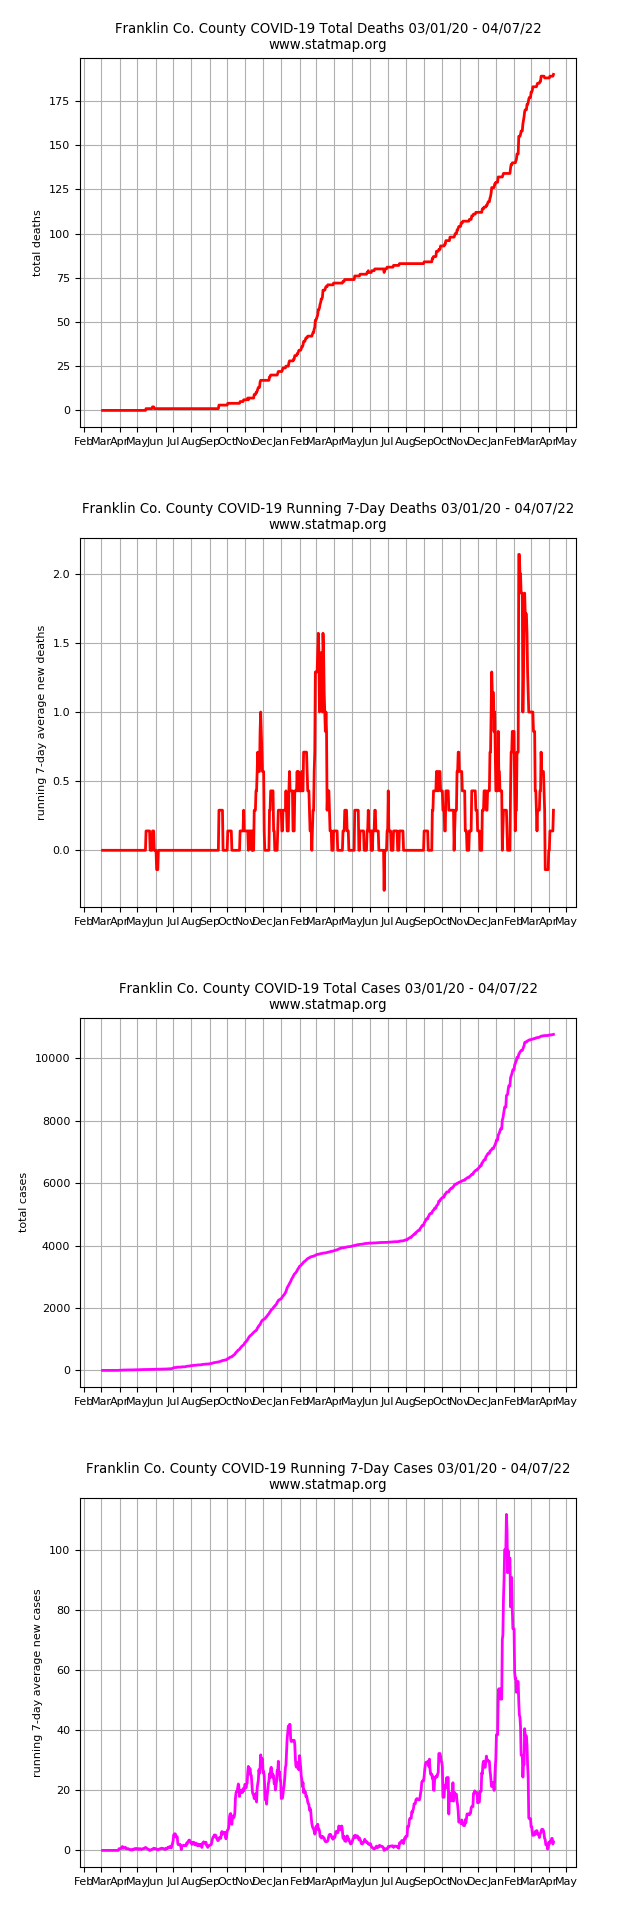 Franklin Co. County COVID-19 Total Deaths 03/01/20 - 04/07/22
www.statmap.org
175
150
125
100
75
50
25
0
total deaths
Feb Mar Apr May Jun Jul Aug Sep Oct Nov Dec Jan Feb Mar Apr May Jun Jul Aug Sep Oct Nov Dec Jan Feb Mar Apr May
Franklin Co. County COVID-19 Running 7-Day Deaths 03/01/20 - 04/07/22
www.statmap.org
2.0
1.5
1.0
0.5
0.0
running 7-day average new deaths
Feb Mar Apr May Jun Jul Aug Sep Oct Nov Dec Jan Feb Mar Apr May Jun Jul Aug Sep Oct Nov Dec Jan Feb Mar Apr May
Franklin Co. County COVID-19 Total Cases 03/01/20 - 04/07/22
www.statmap.org
10000
8000
6000
4000
2000
0
total cases
Feb Mar Apr May Jun Jul Aug Sep Oct Nov Dec Jan Feb Mar Apr May Jun Jul Aug Sep Oct Nov Dec Jan Feb Mar Apr May
Franklin Co. County COVID-19 Running 7-Day Cases 03/01/20 - 04/07/22
www.statmap.org
100
80
60
40
20
0
running 7-day average new cases
Feb Mar Apr May Jun Jul Aug Sep Oct Nov Dec Jan Feb Mar Apr May Jun Jul Aug Sep Oct Nov Dec Jan Feb Mar Apr May